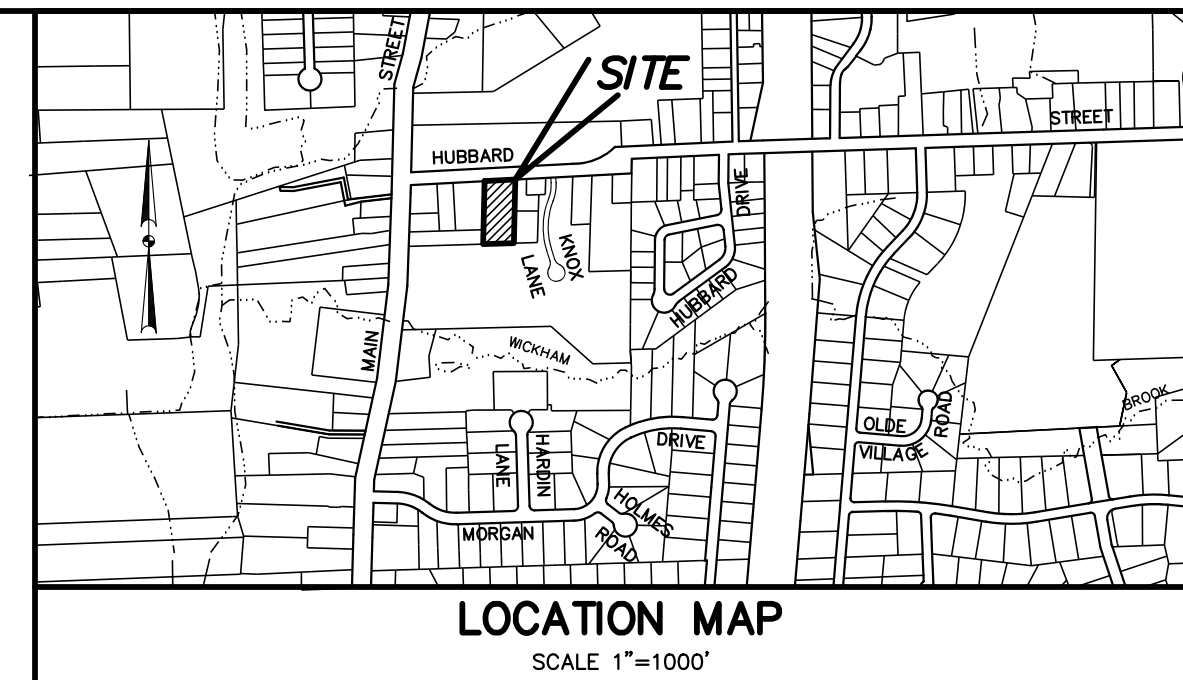 STREET
SITE
STREET
HUBBARD
DRIVE
KNOX
LANE
HUBBARD
MAIN
WICKHAM
BROOK
OLDE
VILLAGE
ROAD
DRIVE
HARDIN
LANE
HOLMES
ROAD
MORGAN
LOCATION MAP
SCALE 1"=1000'